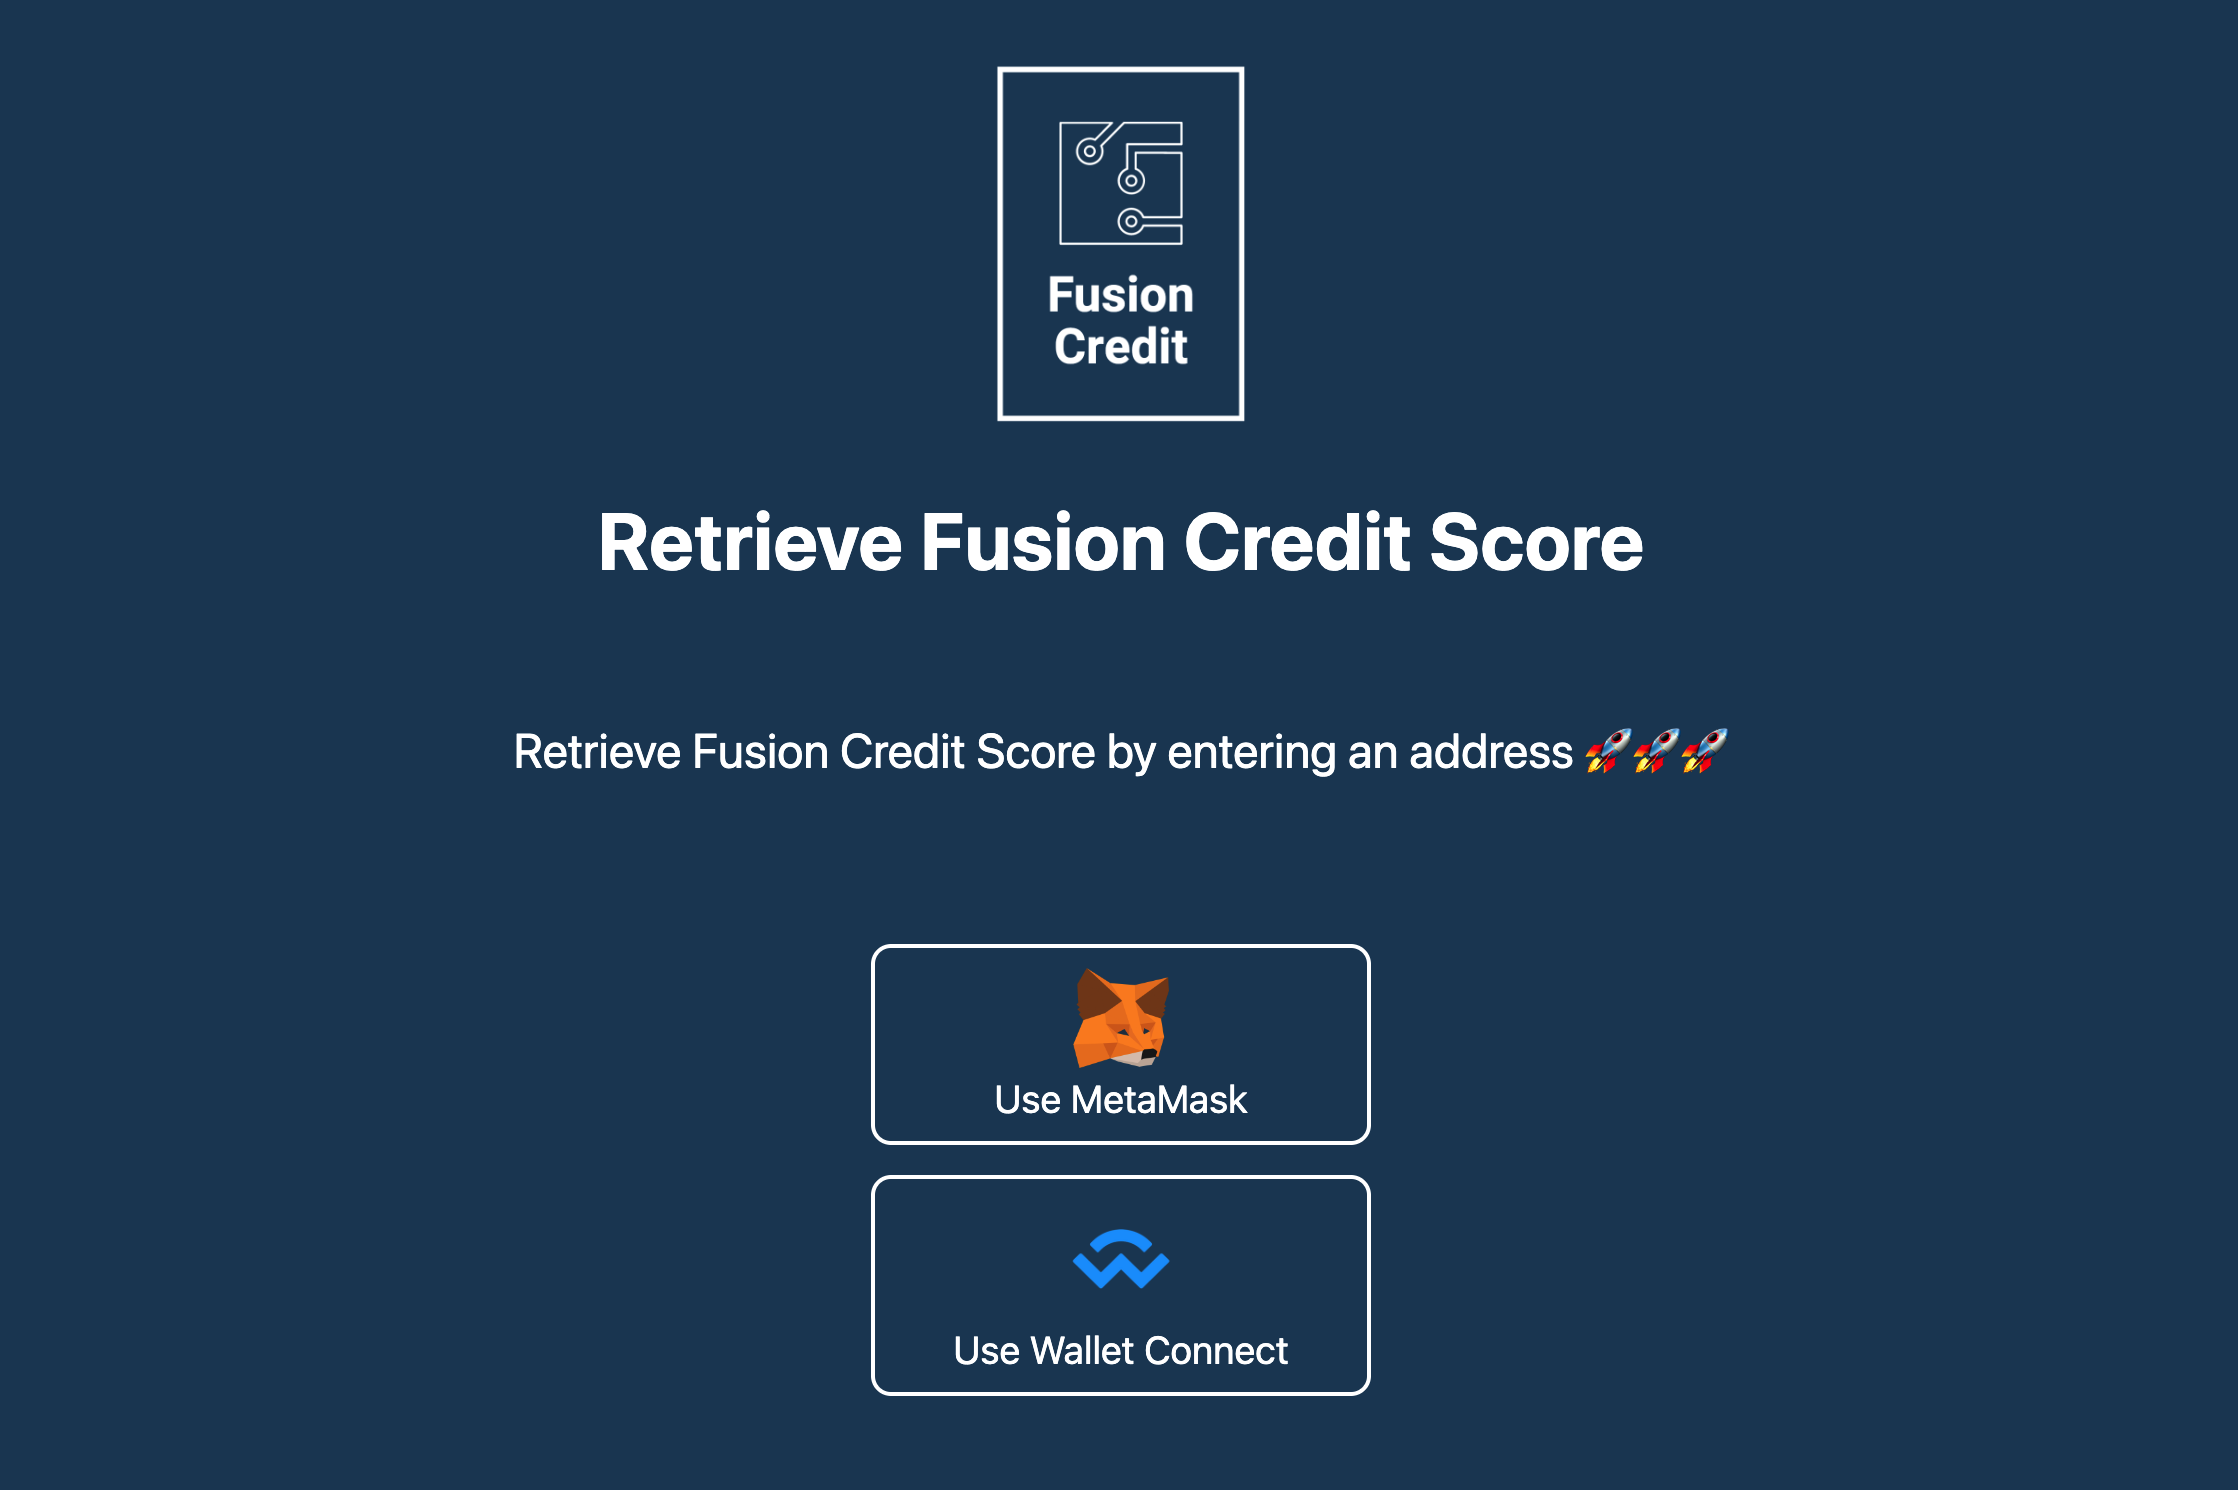 Fusion
Credit
Retrieve Fusion Credit Score
Retrieve Fusion Credit Score by entering an address 🚀🚀🚀
Use MetaMask
Use Wallet Connect